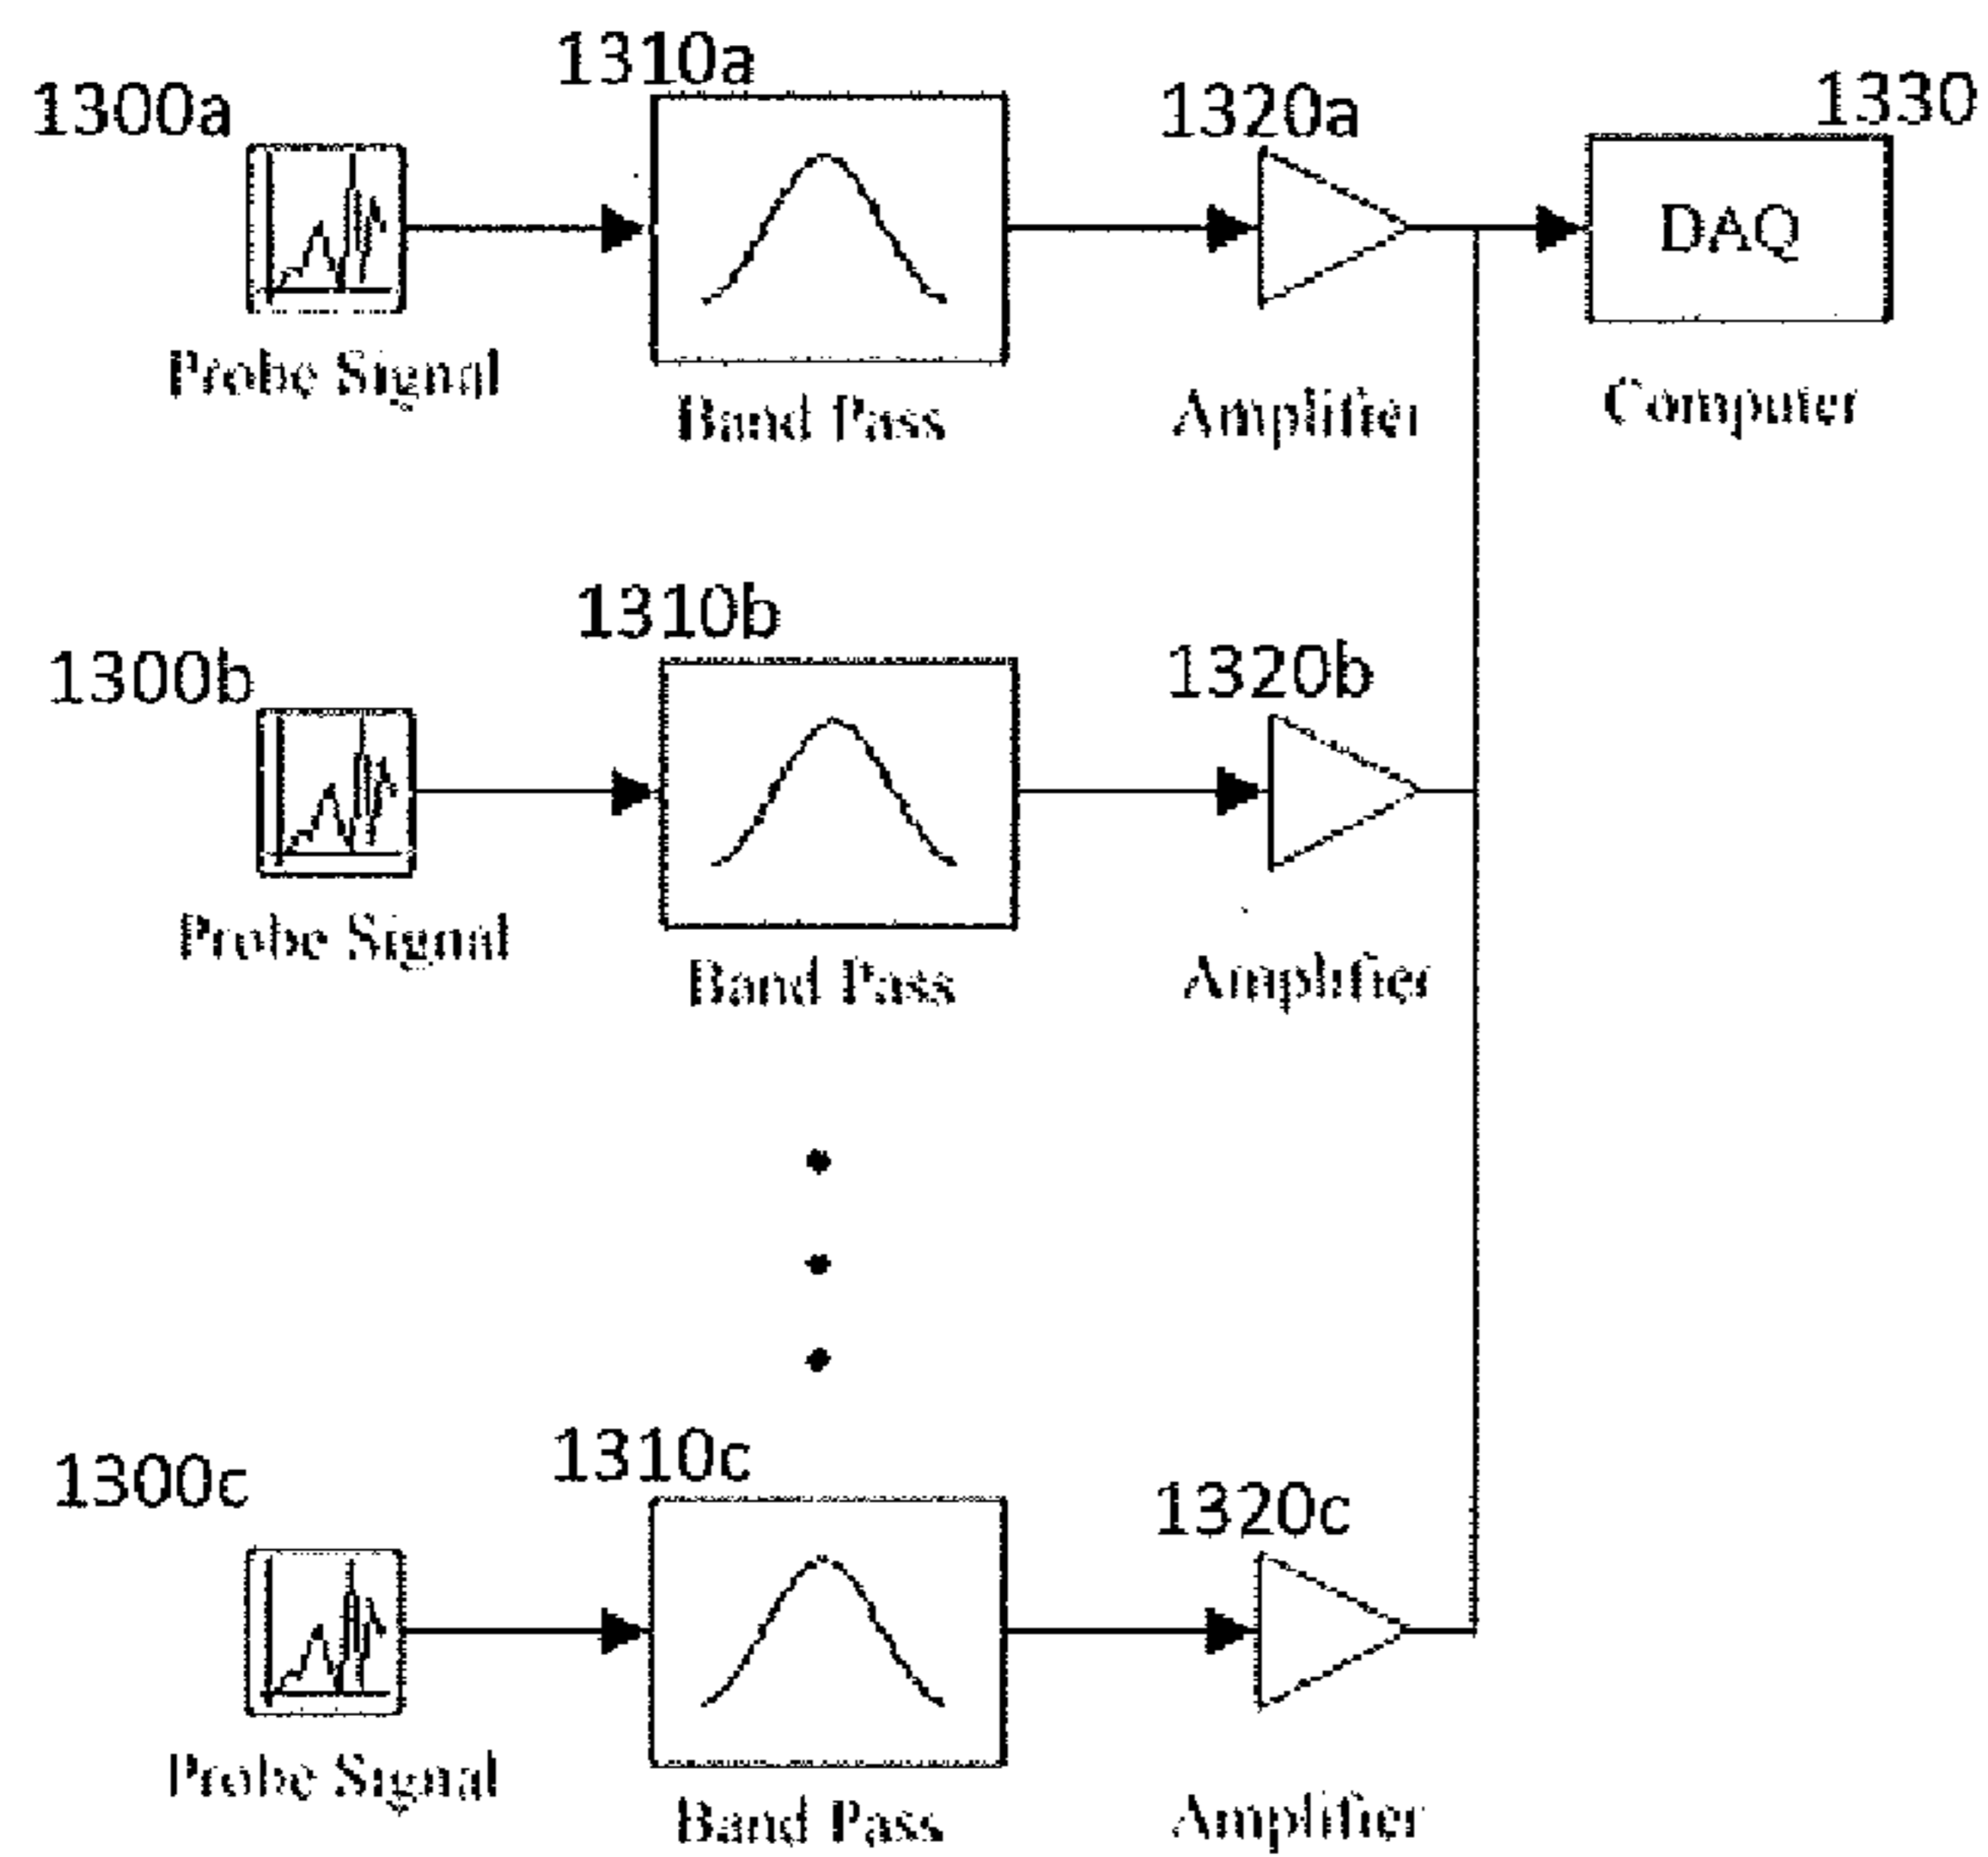 1310a
1300a
1320a
1330
DAQ
Probe Signal
Band Pass
Amplifier
Computer
1310b
1300b
1320b
Probe Signal
Band Pass
Amplifier
1310c
1300c
1320c
Probe Signal
Band Pass
Amplifier